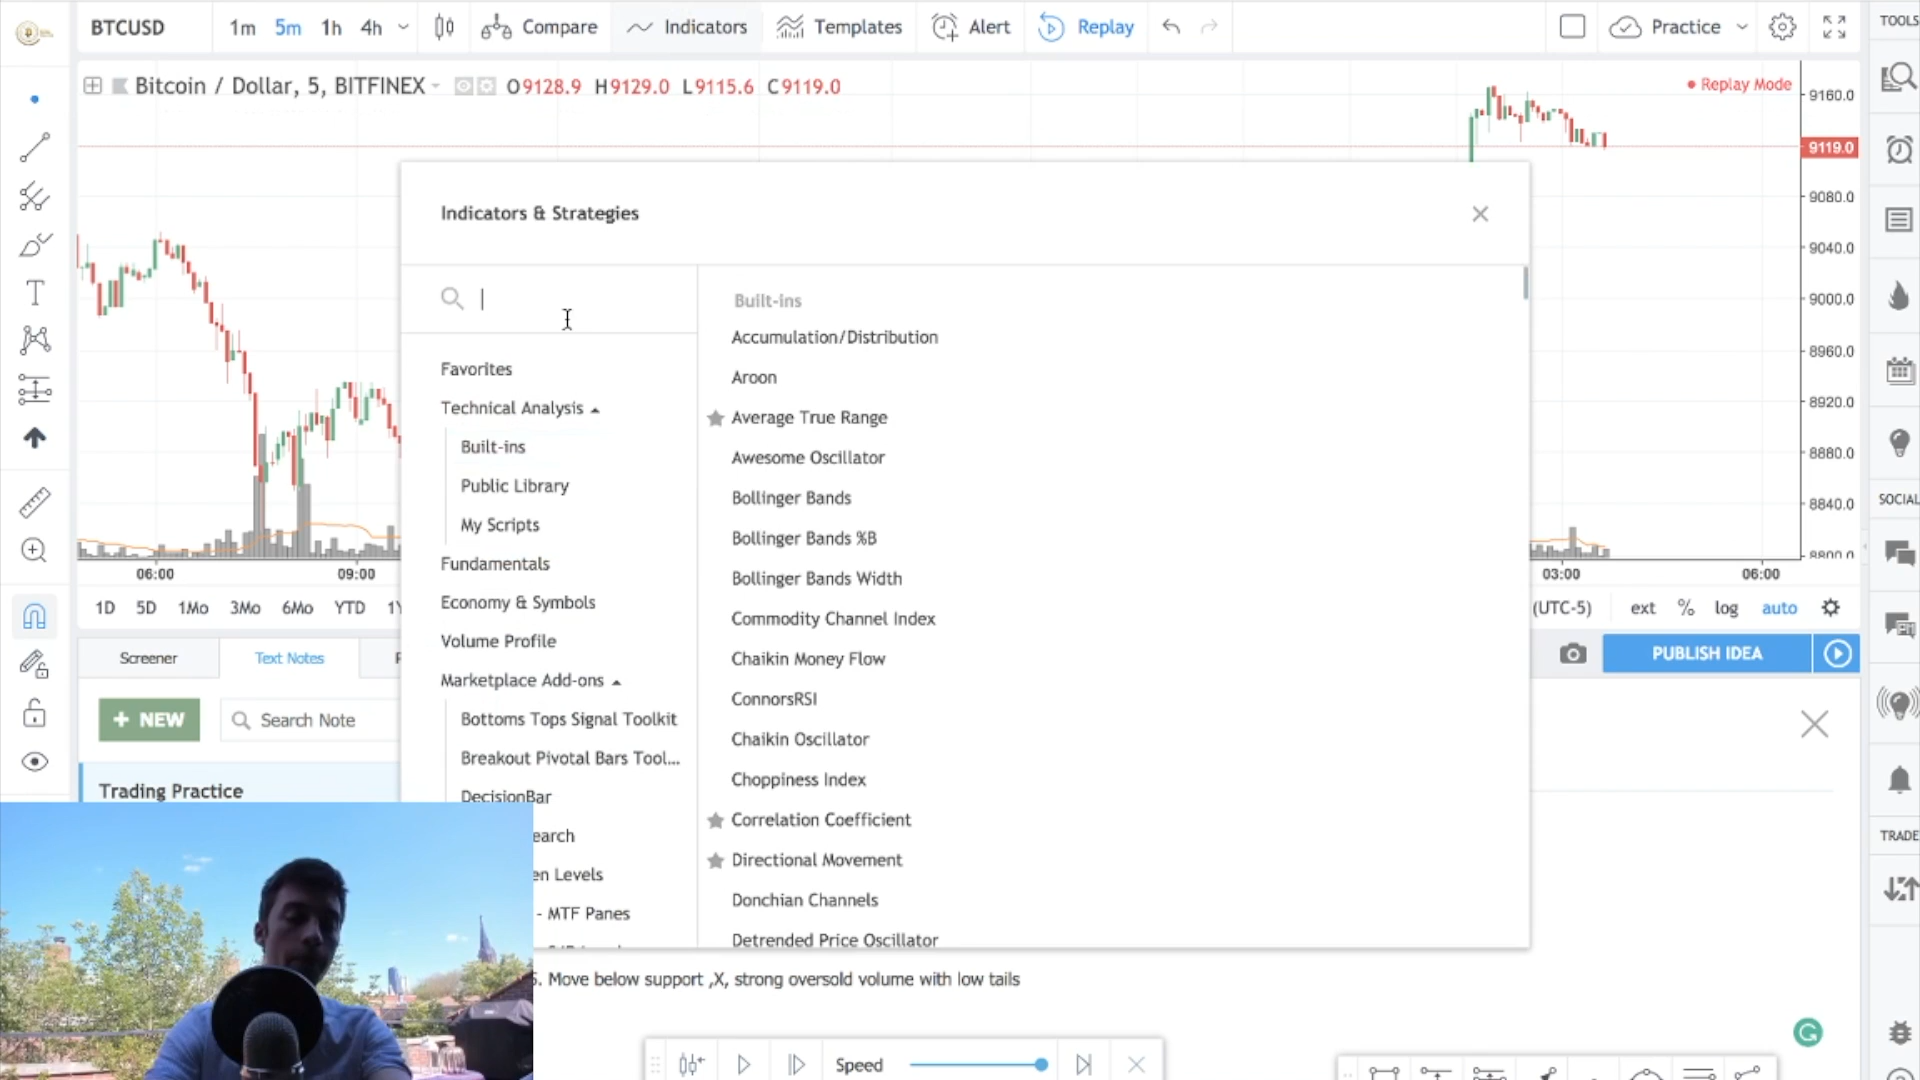 BTCUSD 1m 5m 1h 4h Compare Indicators Templates Alert Replay Practice TOOLS
Bitcoin / Dollar, 5, BITFINEX O9128.9 H9129.0 L9115.6 C9119.0
Replay Mode
9160.0
9119.0
9080.0
9040.0
9000.0
8960.0
8920.0
8880.0
8840.0
8800.0
Indicators & Strategies
Favorites
Technical Analysis
Built-ins
Public Library
My Scripts
Fundamentals
Economy & Symbols
Volume Profile
Marketplace Add-ons
Bottoms Tops Signal Toolkit
Breakout Pivotal Bars Tool...
DecisionBar
earch
en Levels
- MTF Panes
Built-ins
Accumulation/Distribution
Aroon
Average True Range
Awesome Oscillator
Bollinger Bands
Bollinger Bands %B
Bollinger Bands Width
Commodity Channel Index
Chaikin Money Flow
ConnorsRSI
Chaikin Oscillator
Choppiness Index
Correlation Coefficient
Directional Movement
Donchian Channels
Detrended Price Oscillator
SOCIAL
TRADE
06:00 09:00 03:00 06:00
1D 5D 1Mo 3Mo 6Mo YTD 1Y (UTC-5) ext % log auto
Screener Text Notes PUBLISH IDEA
+ NEW Search Note
Trading Practice
5. Move below support ,X, strong oversold volume with low tails
Speed